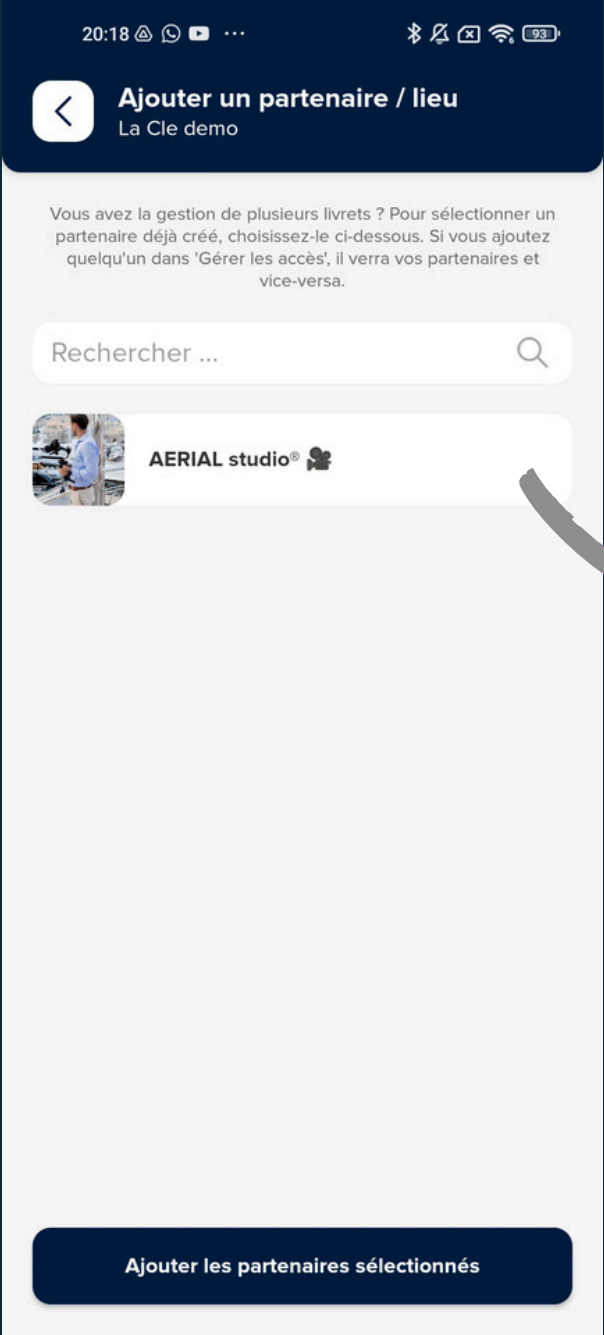 20:18
93
Ajouter un partenaire / lieu
La Cle demo
Vous avez la gestion de plusieurs livrets ? Pour sélectionner un
partenaire déjà créé, choisissez-le ci-dessous. Si vous ajoutez
quelqu'un dans 'Gérer les accès', il verra vos partenaires et
vice-versa.
Rechercher ...
AERIAL studio® 🎥
Ajouter les partenaires sélectionnés